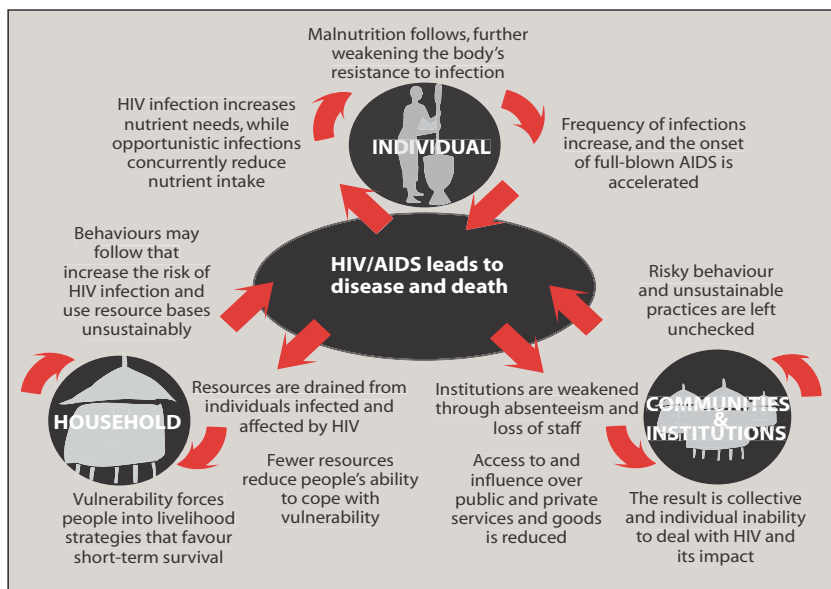 Malnutrition follows, further
weakening the body's
resistance to infection
HIV infection increases
nutrient needs, while
opportunistic infections
concurrently reduce
nutrient intake
INDIVIDUAL
Frequency of infections
increase, and the onset
of full-blown AIDS is
accelerated
HIV/AIDS leads to
disease and death
Behaviours may
follow that
increase the risk of
HIV infection and
use resource bases
unsustainably
Risky behaviour
and unsustainable
practices are left
unchecked
HOUSEHOLD
Resources are drained from
individuals infected and
affected by HIV
Fewer resources
reduce people's ability
to cope with
vulnerability
Vulnerability forces
people into livelihood
strategies that favour
short-term survival
Institutions are weakened
through absenteeism and
loss of staff
Access to and
influence over
public and private
services and goods
is reduced
COMMUNITIES
&
INSTITUTIONS
The result is collective
and individual inability
to deal with HIV and
its impact